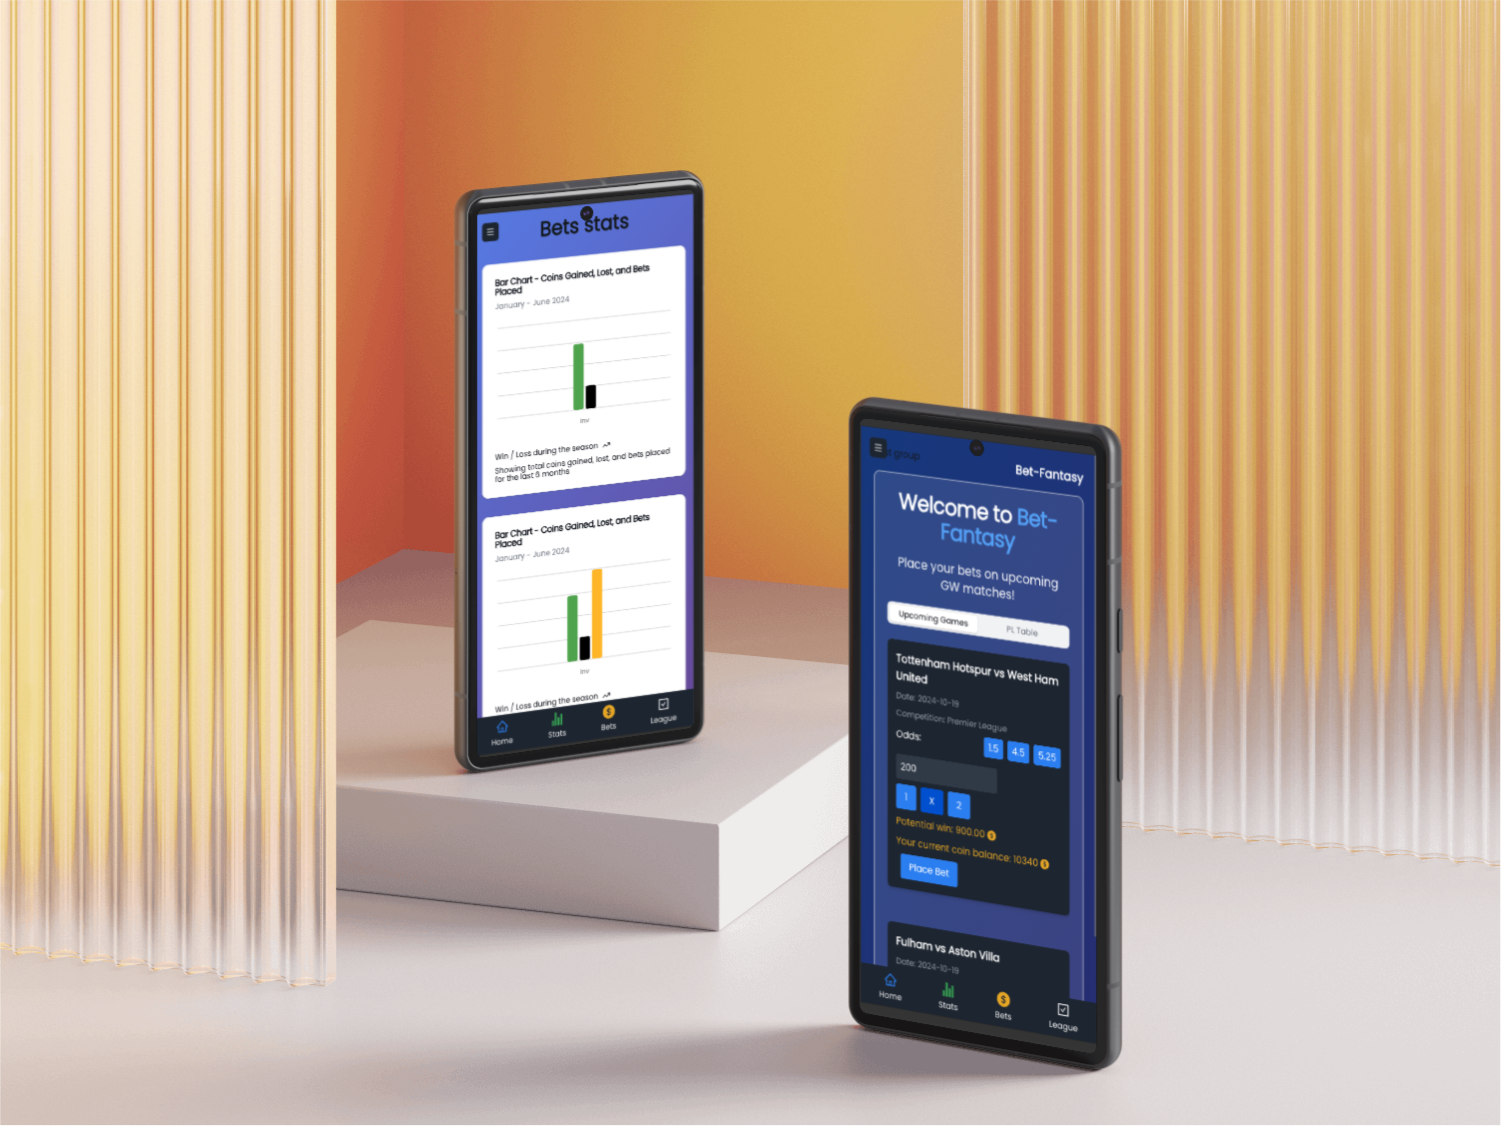 Bets stats
Bar Chart - Coins Gained, Lost, and Bets
Placed
January - June 2024
Inv
Win / Loss during the season
Showing total coins gained, lost, and bets placed
for the last 6 months
Bar Chart - Coins Gained, Lost, and Bets
Placed
January - June 2024
Inv
Win / Loss during the season
Home
Stats
Bets
League
group
Bet-Fantasy
Welcome to Bet-
Fantasy
Place your bets on upcoming
GW matches!
Upcoming Games
PL Table
Tottenham Hotspur vs West Ham
United
Date: 2024-10-19
Competition: Premier League
Odds:
1.5 4.5 5.25
200
1 X 2
Potential win: 900.00
Your current coin balance: 10340
Place Bet
Fulham vs Aston Villa
Date: 2024-10-19
Home
Stats
Bets
League